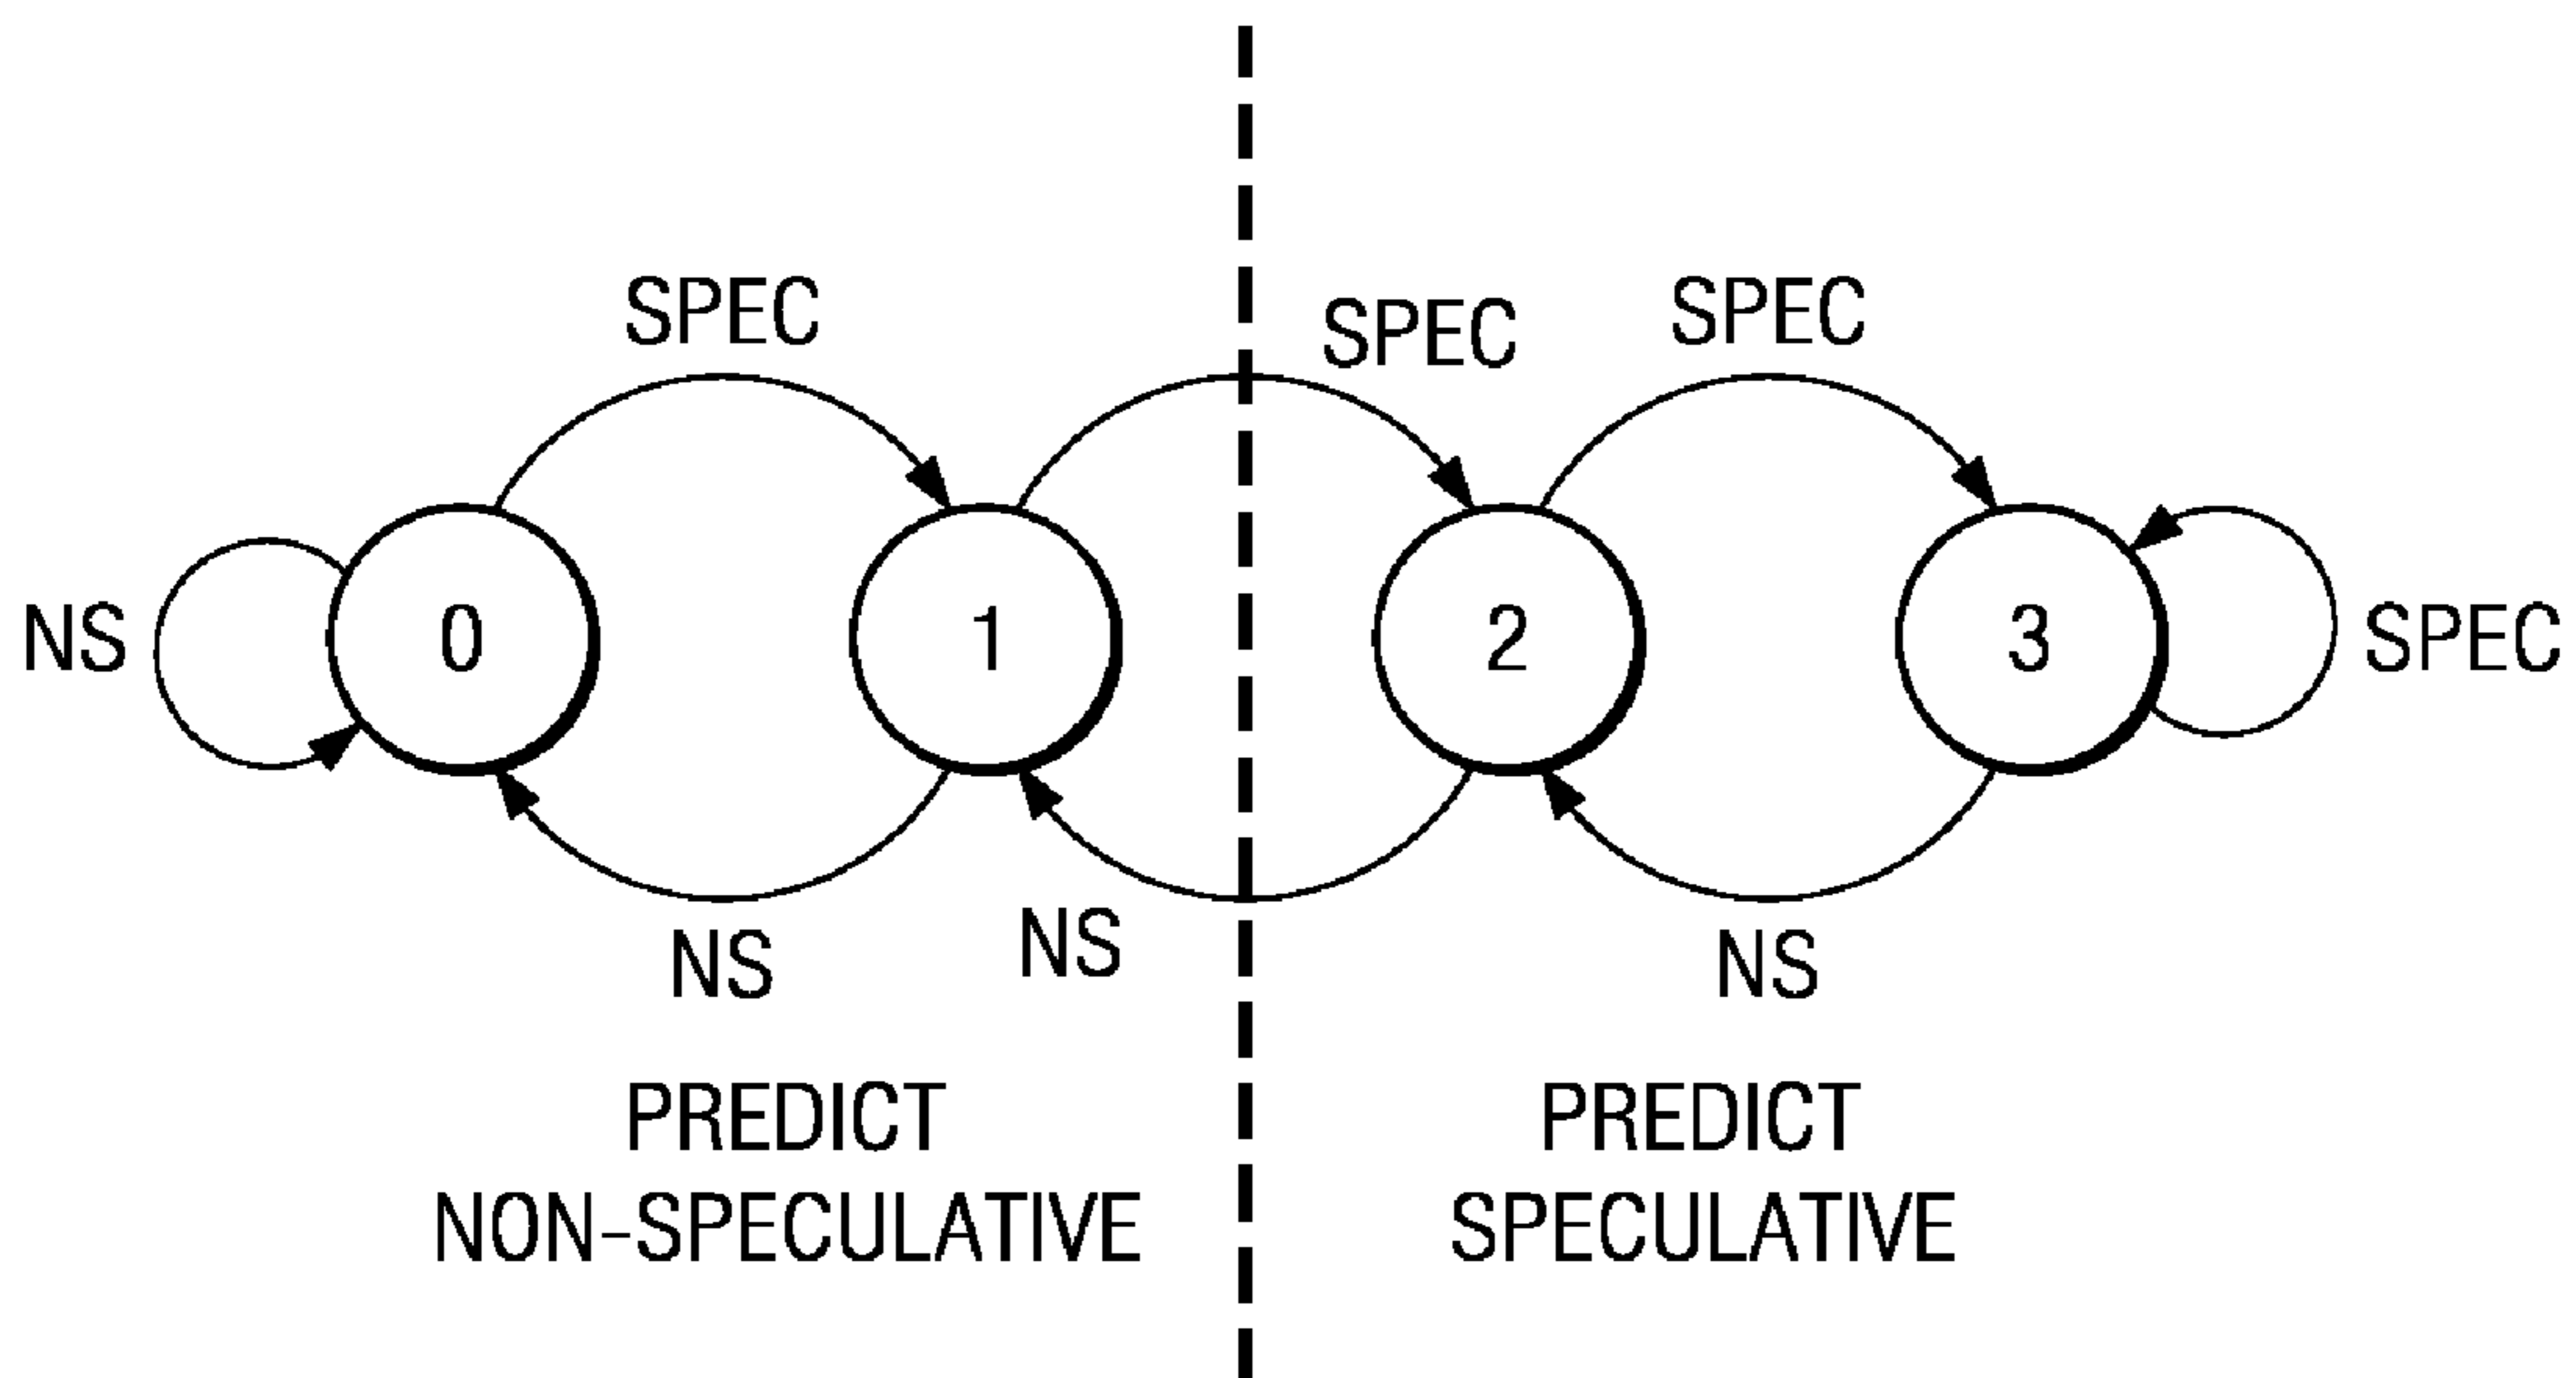 SPEC
SPEC
SPEC
NS
0
1
2
3
SPEC
NS
NS
NS
PREDICT
NON-SPECULATIVE
PREDICT
SPECULATIVE